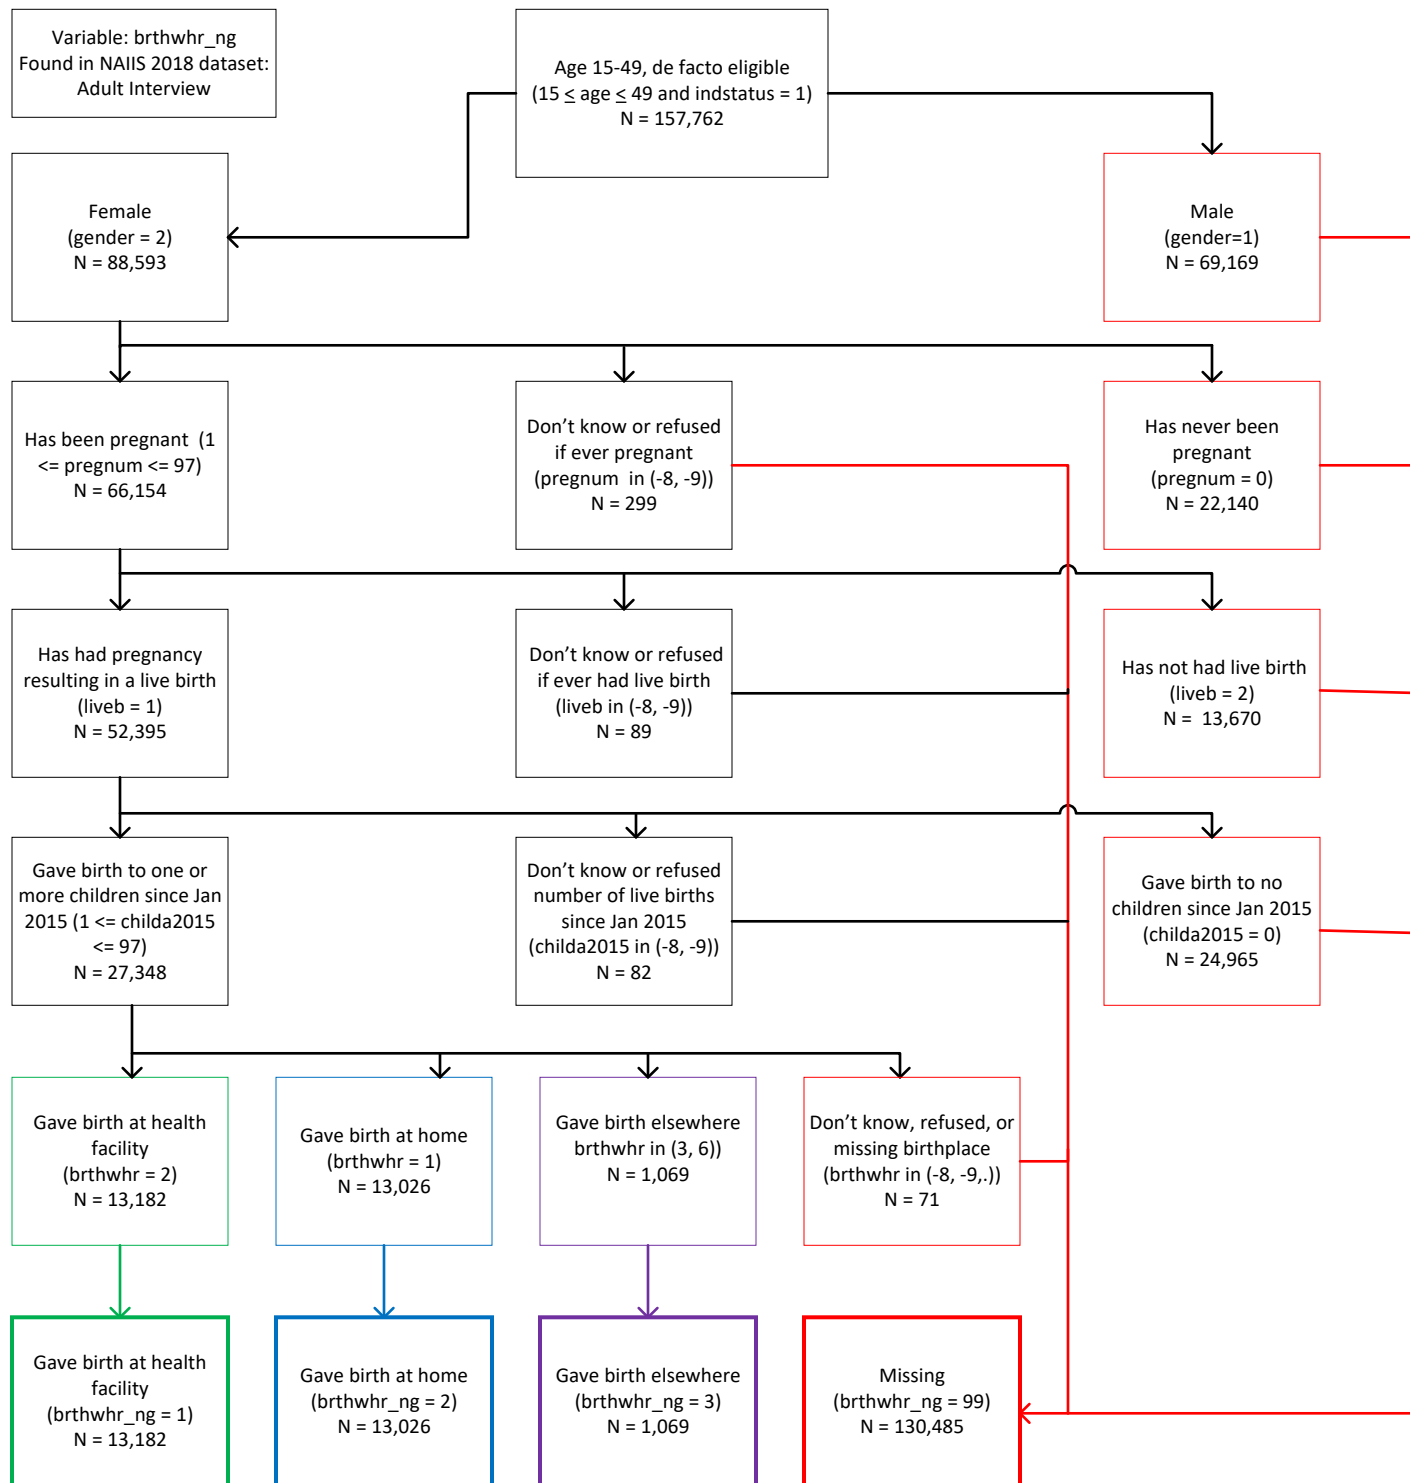 Variable: brthwhr_ng
Found in NAIIS 2018 dataset:
Adult Interview
Age 15-49, de facto eligible
(15 ≤ age ≤ 49 and indstatus = 1)
N = 157,762
Female
(gender = 2)
N = 88,593
Male
(gender=1)
N = 69,169
Has been pregnant  (1
<= pregnum <= 97)
N = 66,154
Don’t know or refused
if ever pregnant
(pregnum  in (-8, -9))
N = 299
Has never been
pregnant
(pregnum = 0)
N = 22,140
Has had pregnancy
resulting in a live birth
(liveb = 1)
N = 52,395
Don’t know or refused
if ever had live birth
(liveb in (-8, -9))
N = 89
Has not had live birth
(liveb = 2)
N =  13,670
Gave birth to one or
more children since Jan
2015 (1 <= childa2015
<= 97)
N = 27,348
Don’t know or refused
number of live births
since Jan 2015
(childa2015 in (-8, -9))
N = 82
Gave birth to no
children since Jan 2015
(childa2015 = 0)
N = 24,965
Gave birth at health
facility
(brthwhr = 2)
N = 13,182
Gave birth at home
(brthwhr = 1)
N = 13,026
Gave birth elsewhere
brthwhr in (3, 6))
N = 1,069
Don’t know, refused, or
missing birthplace
(brthwhr in (-8, -9,.))
N = 71
Gave birth at health
facility
(brthwhr_ng = 1)
N = 13,182
Gave birth at home
(brthwhr_ng = 2)
N = 13,026
Gave birth elsewhere
(brthwhr_ng = 3)
N = 1,069
Missing
(brthwhr_ng = 99)
N = 130,485